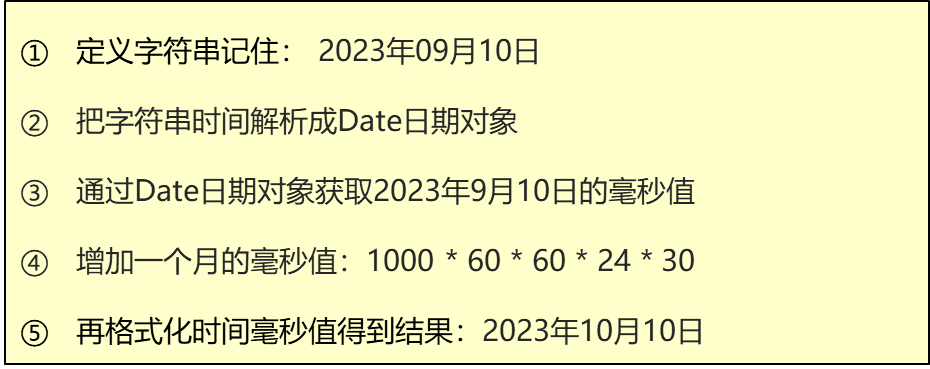 ① 定义字符串记住： 2023年09月10日
② 把字符串时间解析成Date日期对象
③ 通过Date日期对象获取2023年9月10日的毫秒值
④ 增加一个月的毫秒值：1000 * 60 * 60 * 24 * 30
⑤ 再格式化时间毫秒值得到结果：2023年10月10日